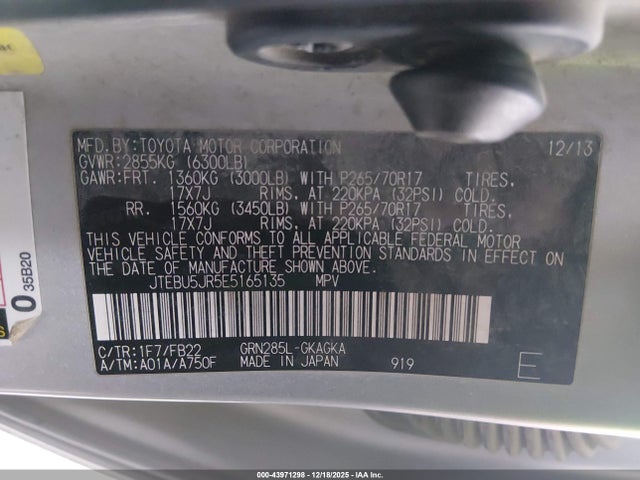 ac
MFD.BY:TOYOTA MOTOR CORPORATION 12/13
GVWR:2855KG (6300LB)
GAWR:FRT. 1360KG (3000LB) WITH P265/70R17 TIRES,
17X7J RIMS, AT 220KPA (32PSI) COLD.
RR. 1560KG (3450LB) WITH P265/70R17 TIRES,
17X7J RIMS, AT 220KPA (32PSI) COLD.
THIS VEHICLE CONFORMS TO ALL APPLICABLE FEDERAL MOTOR
VEHICLE SAFETY AND THEFT PREVENTION STANDARDS IN EFFECT ON
THE DATE OF MANUFACTURE SHOWN ABOVE.
JTEBU5JR5E5165135 MPV
C/TR:1F7/FB22 GRN285L-GKAGKA
A/TM:A01A/A750F MADE IN JAPAN 919 E
0 35B20
S
000-43971298 - 12/18/2025 - IAA Inc.